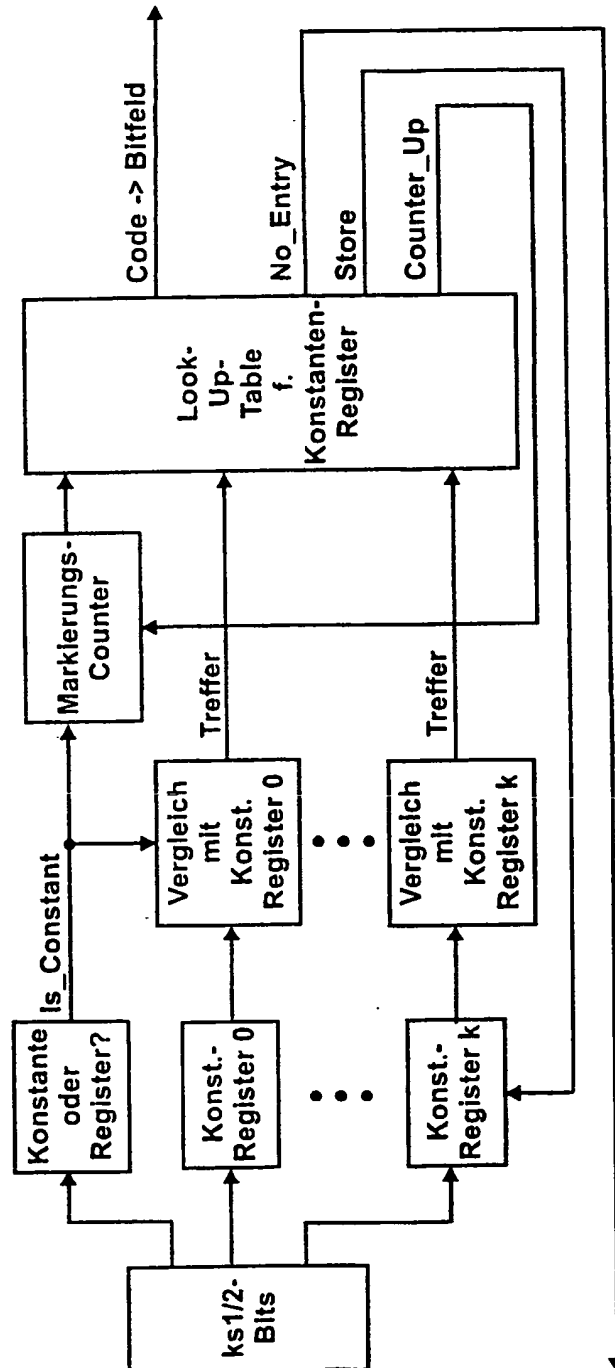 ks1/2-
Bits
Konstante
oder
Register?
Is_Constant
Konst.-
Register 0
Konst.-
Register k
Vergleich
mit
Konst.
Register 0
Vergleich
mit
Konst.
Register k
Markierungs-
Counter
Treffer
Treffer
Look-
Up-
Table
f.
Konstanten-
Register
Code -> Bitfeld
No_Entry
Store
Counter_Up